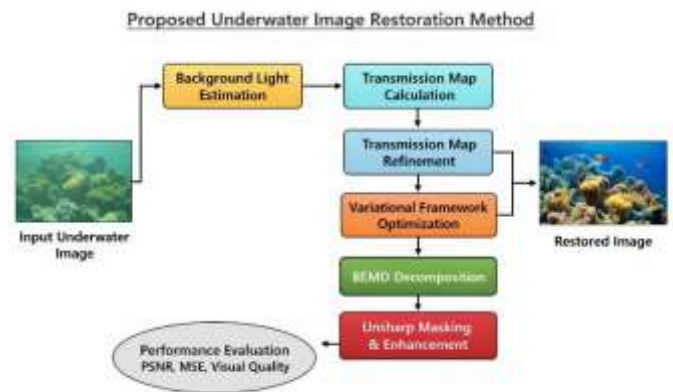 Proposed Underwater Image Restoration Method
Background Light
Estimation
Transmission Map
Calculation
Transmission Map
Refinement
Input Underwater
Image
Variational Framework
Optimization
Restored Image
BEMD Decomposition
Unsharp Masking
& Enhancement
Performance Evaluation
PSNR, MSE, Visual Quality